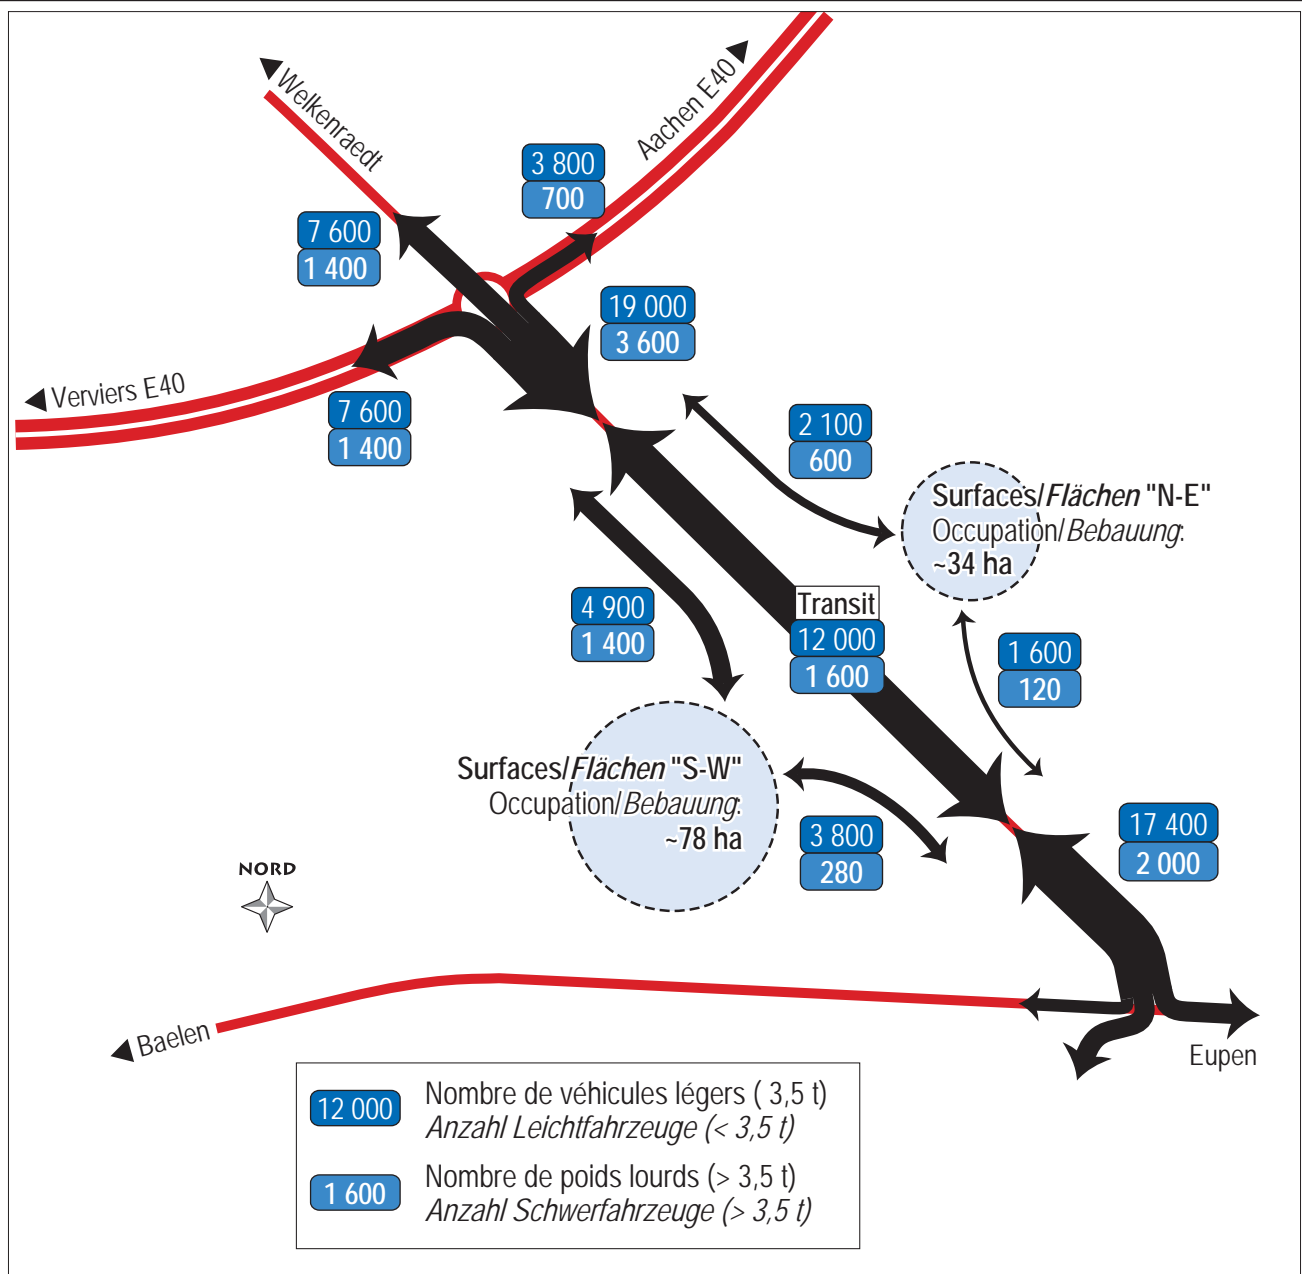 Welkenraedt
Aachen E40
3 800
700
7 600
1 400
19 000
3 600
Verviers E40
7 600
1 400
2 100
600
Surfaces/Flächen "N-E"
Occupation/Bebauung:
~34 ha
4 900
1 400
Transit
12 000
1 600
1 600
120
Surfaces/Flächen "S-W"
Occupation/Bebauung:
~78 ha
3 800
280
17 400
2 000
NORD
Baelen
Eupen
12 000
Nombre de véhicules légers ( 3,5 t)
Anzahl Leichtfahrzeuge (< 3,5 t)
1 600
Nombre de poids lourds (> 3,5 t)
Anzahl Schwerfahrzeuge (> 3,5 t)